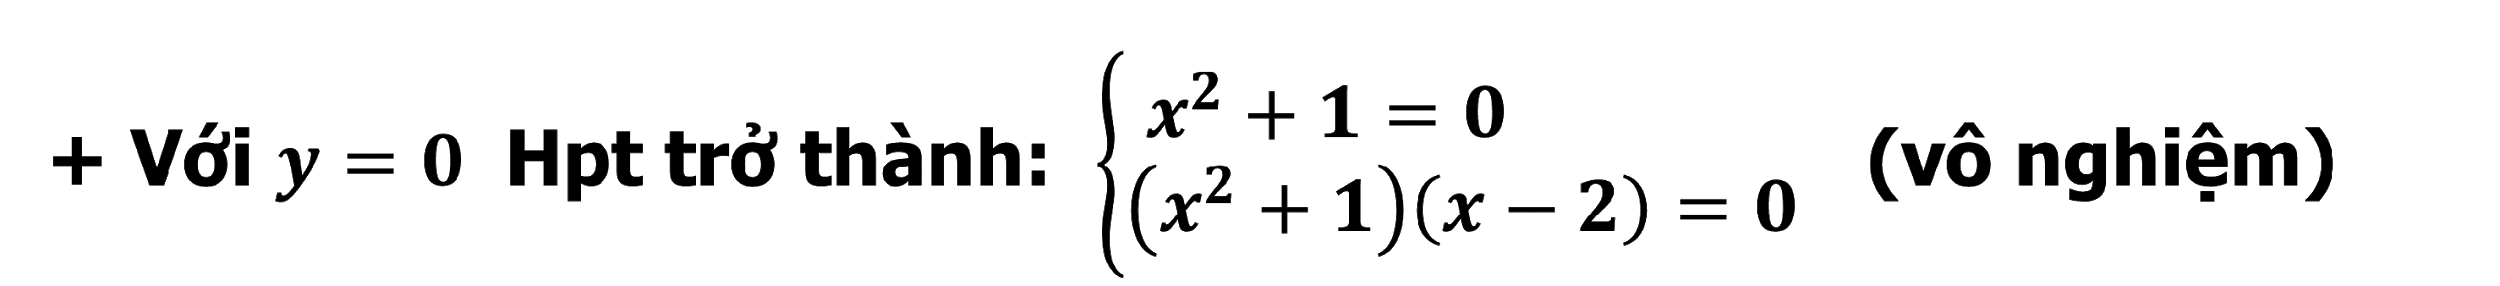 + Với y = 0 Hpt trở thành: { x² + 1 = 0 (vô nghiệm)
(x² + 1)(x − 2) = 0